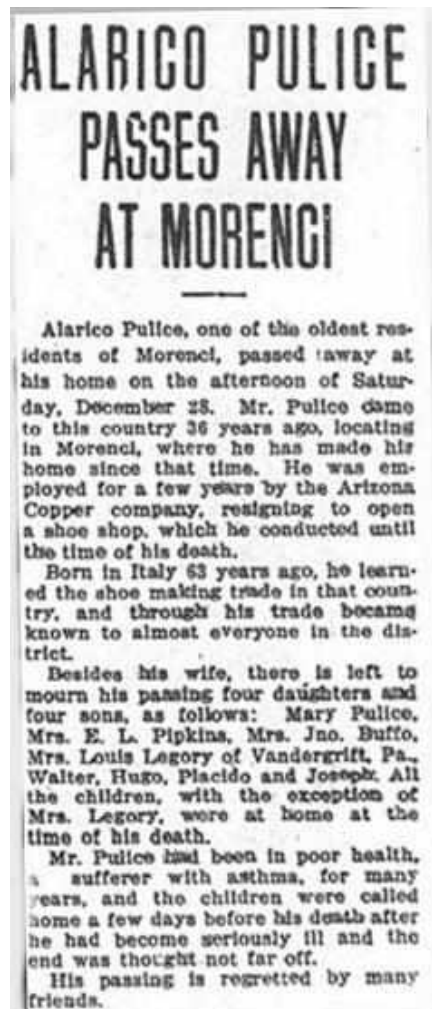 ALARICO PULICE
PASSES AWAY
AT MORENCI
Alarico Pulice, one of the oldest res-
idents of Morenci, passed away at
his home on the afternoon of Satur-
day, December 28. Mr. Pulice came
to this country 36 years ago, locating
in Morenci, where he has made his
home since that time. He was em-
ployed for a few years by the Arizona
Copper company, resigning to open
a shoe shop, which he conducted until
the time of his death.
Born in Italy 63 years ago, he learn-
ed the shoe making trade in that coun-
try, and through his trade became
known to almost everyone in the dis-
trict.
Besides his wife, there is left to
mourn his passing four daughters and
four sons, as follows: Mary Pulice,
Mrs. E. L. Pipkins, Mrs. Jno. Buffo,
Mrs. Louis Legory of Vandergrift, Pa.,
Walter, Hugo, Placido and Joseph. All
the children, with the exception of
Mrs. Legory, were at home at the
time of his death.
Mr. Pulice had been in poor health,
a sufferer with asthma, for many
years, and the children were called
home a few days before his death after
he had become seriously ill and the
end was thought not far off.
His passing is regretted by many
friends.